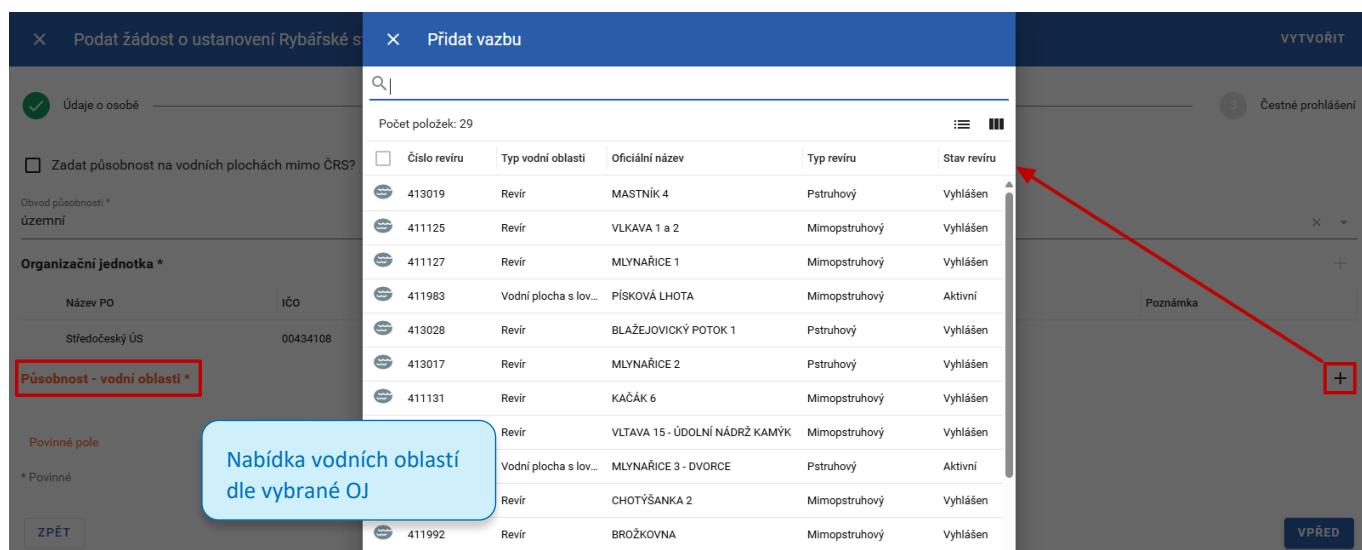 Podat žádost o ustanovení Rybářské s
Přidat vazbu
VYTVOŘIT
Údaje o osobě
3 Čestné prohlášení
Počet položek: 29
Číslo revíru Typ vodní oblasti Oficiální název Typ revíru Stav revíru
413019 Revír MASTNÍK 4 Pstruhový Vyhlášen
411125 Revír VLKAVA 1 a 2 Mimopstruhový Vyhlášen
411127 Revír MLYNAŘICE 1 Mimopstruhový Vyhlášen
411983 Vodní plocha s lov... PÍSKOVÁ LHOTA Mimopstruhový Aktivní
413028 Revír BLAŽEJOVICKÝ POTOK 1 Pstruhový Vyhlášen
413017 Revír MLYNAŘICE 2 Pstruhový Vyhlášen
411131 Revír KAČÁK 6 Mimopstruhový Vyhlášen
Revír VLTAVA 15 - ÚDOLNÍ NÁDRŽ KAMÝK Mimopstruhový Vyhlášen
Vodní plocha s lov... MLYNAŘICE 3 - DVORCE Pstruhový Aktivní
Revír CHOTÝŠANKA 2 Mimopstruhový Vyhlášen
411992 Revír BROŽKOVNA Mimopstruhový Vyhlášen
Zadat působnost na vodních plochách mimo ČRS?
Obvod působnosti *
územní
Organizační jednotka *
Název PO IČO Poznámka
Středočeský ÚS 00434108
Působnost - vodní oblasti *
Povinné pole
* Povinné
Nabídka vodních oblastí
dle vybrané OJ
ZPĚT
VPŘED